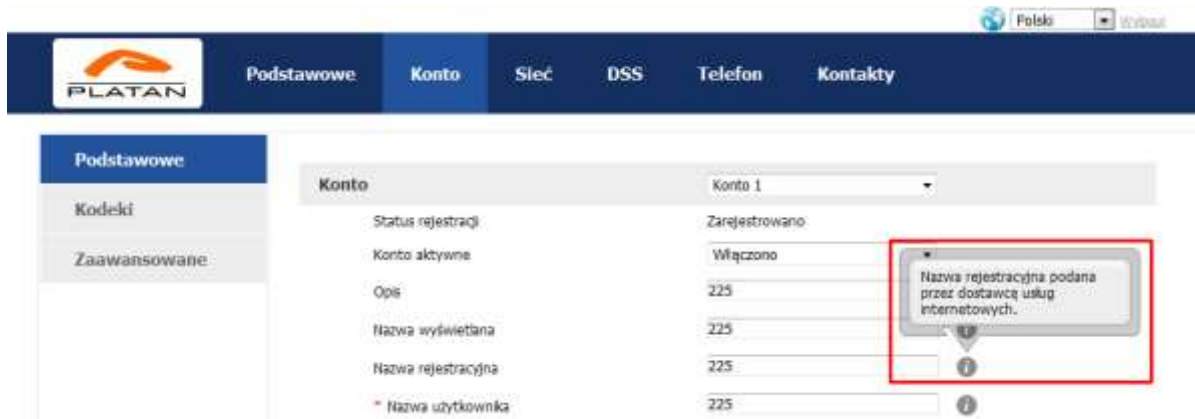 Polski Wyloguj
PLATAN
Podstawowe Konto Sieć DSS Telefon Kontakty
Podstawowe
Konto Konto 1
Kodeki
Status rejestracji Zarejestrowano
Zaawansowane
Konto aktywne Włączono
Nazwa rejestracyjna podana
przez dostawcę usług
internetowych.
Opis 225
Nazwa wyświetlana 225
Nazwa rejestracyjna 225
* Nazwa użytkownika 225